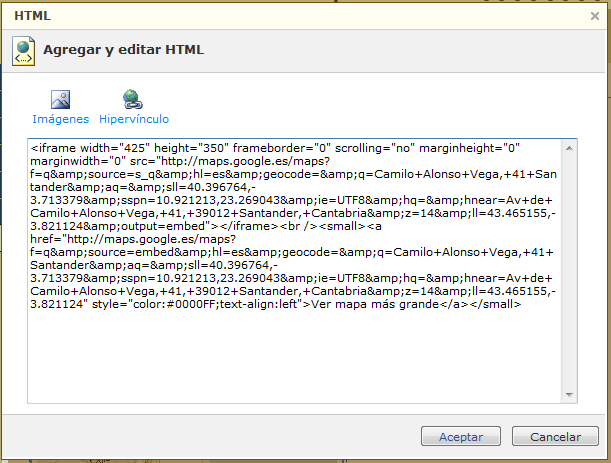 HTML
Agregar y editar HTML
Imágenes Hipervínculo
<iframe width="425" height="350" frameborder="0" scrolling="no" marginheight="0"
marginwidth="0" src="http://maps.google.es/maps?
f=q&amp;source=s_q&amp;hl=es&amp;geocode=&amp;q=Camilo+Alonso+Vega,+41+San
tander&amp;aq=&amp;sll=40.396764,-
3.713379&amp;sspn=10.921213,23.269043&amp;ie=UTF8&amp;hq=&amp;hnear=Av+de+
Camilo+Alonso+Vega,+41,+39012+Santander,+Cantabria&amp;z=14&amp;ll=43.465155,-
3.821124&amp;output=embed"></iframe><br /><small><a
href="http://maps.google.es/maps?
f=q&amp;source=embed&amp;hl=es&amp;geocode=&amp;q=Camilo+Alonso+Vega,+41+
Santander&amp;aq=&amp;sll=40.396764,-
3.713379&amp;sspn=10.921213,23.269043&amp;ie=UTF8&amp;hq=&amp;hnear=Av+de+
Camilo+Alonso+Vega,+41,+39012+Santander,+Cantabria&amp;z=14&amp;ll=43.465155,-
3.821124" style="color:#0000FF;text-align:left">Ver mapa más grande</a></small>
Aceptar Cancelar